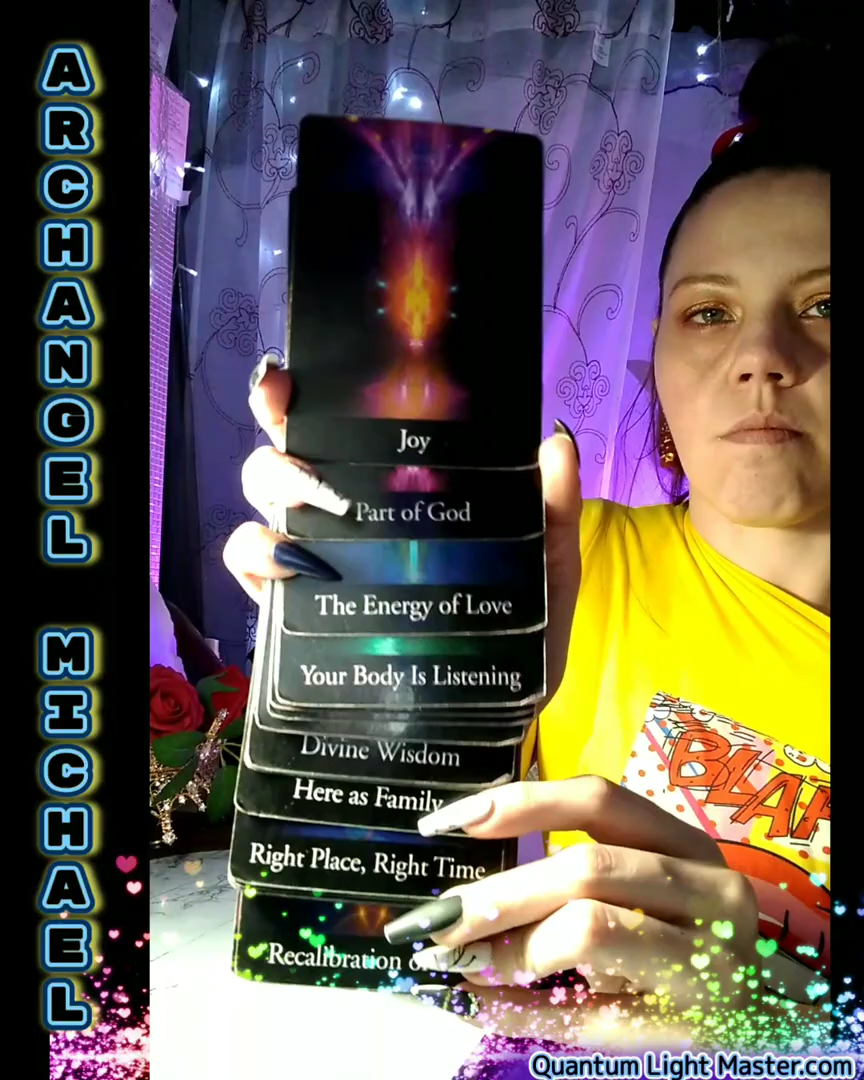 ARCHANGEL MICHAEL
Joy
Part of God
The Energy of Love
Your Body Is Listening
Divine Wisdom
Here as Family
Right Place, Right Time
Recalibration
BLAH
Quantum Light Master.com